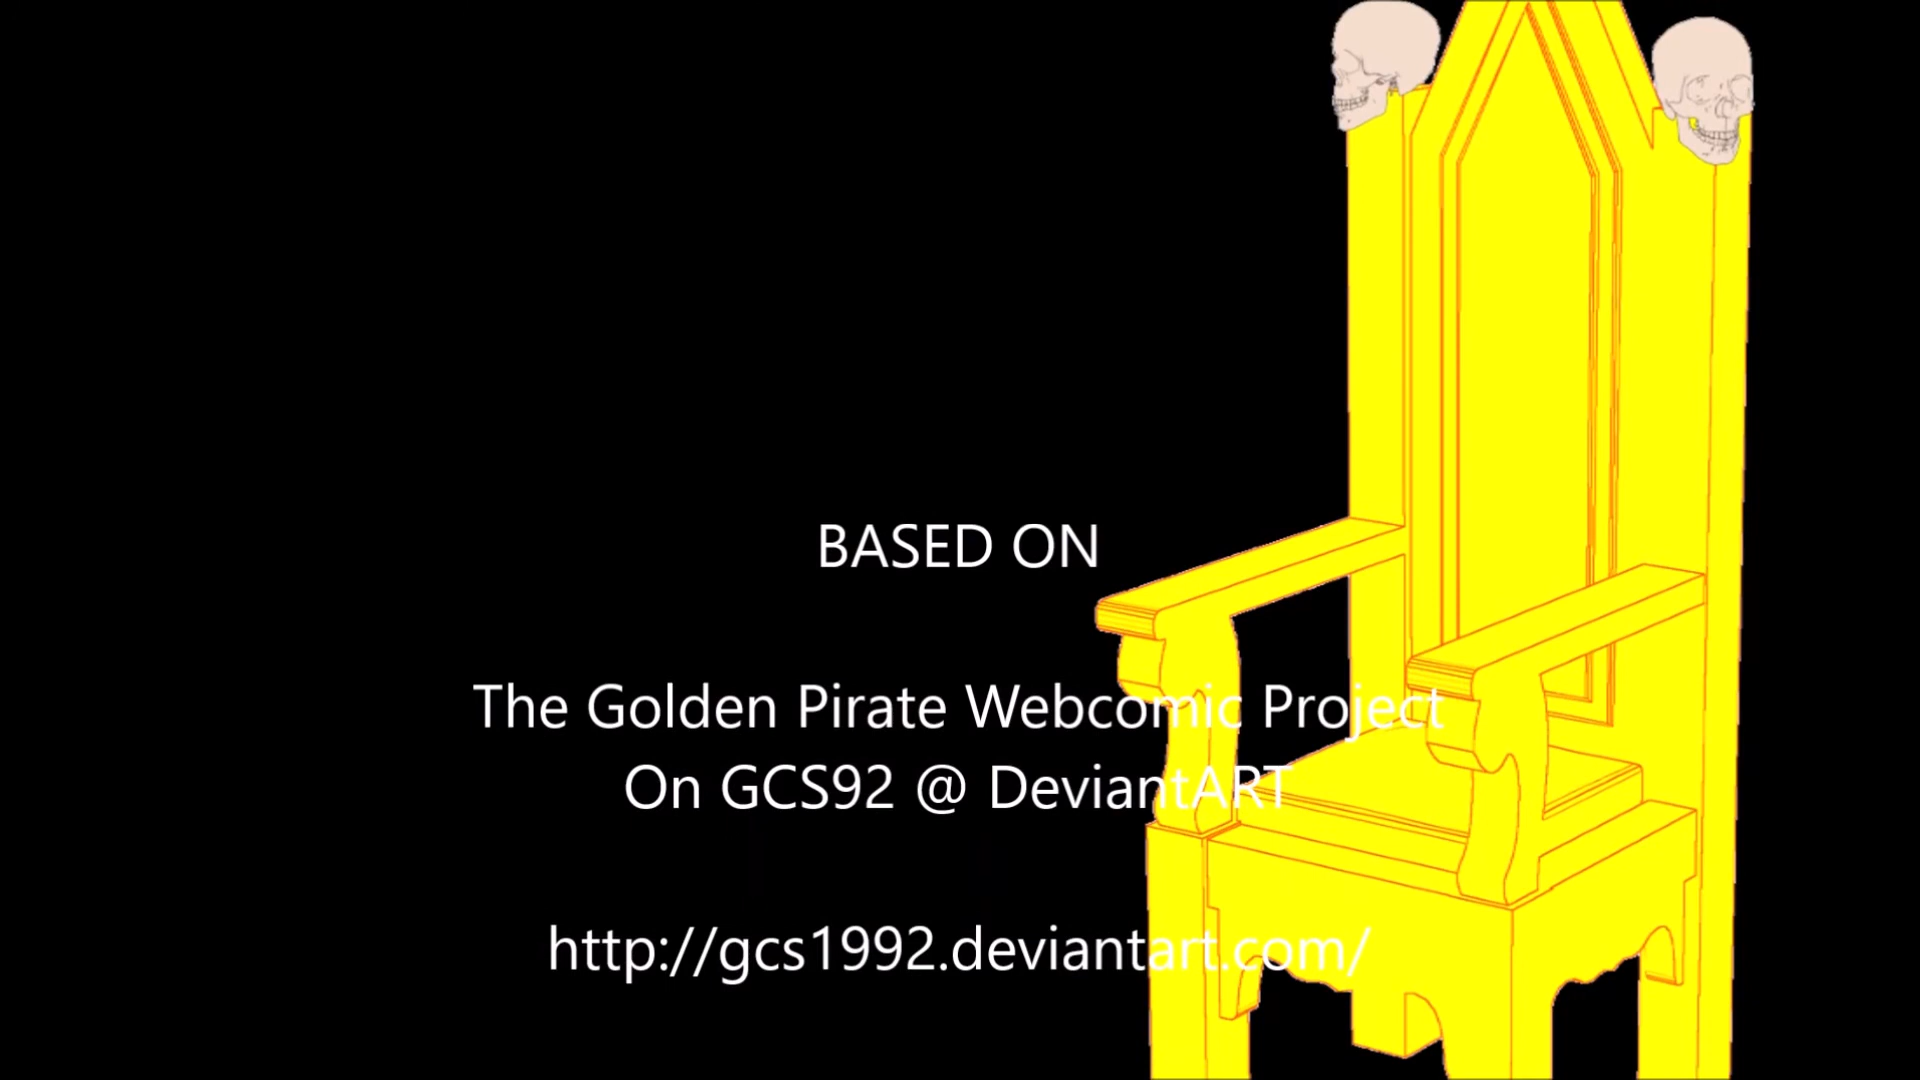 BASED ON
The Golden Pirate Webcomic Project
On GCS92 @ DeviantART
http://gcs1992.deviantart.com/